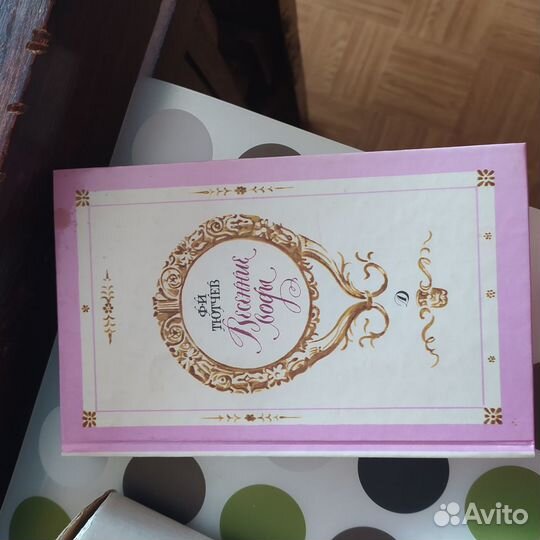 Ф·И·
ТЮТЧЕВ
Весенние
воды
Д
Avito